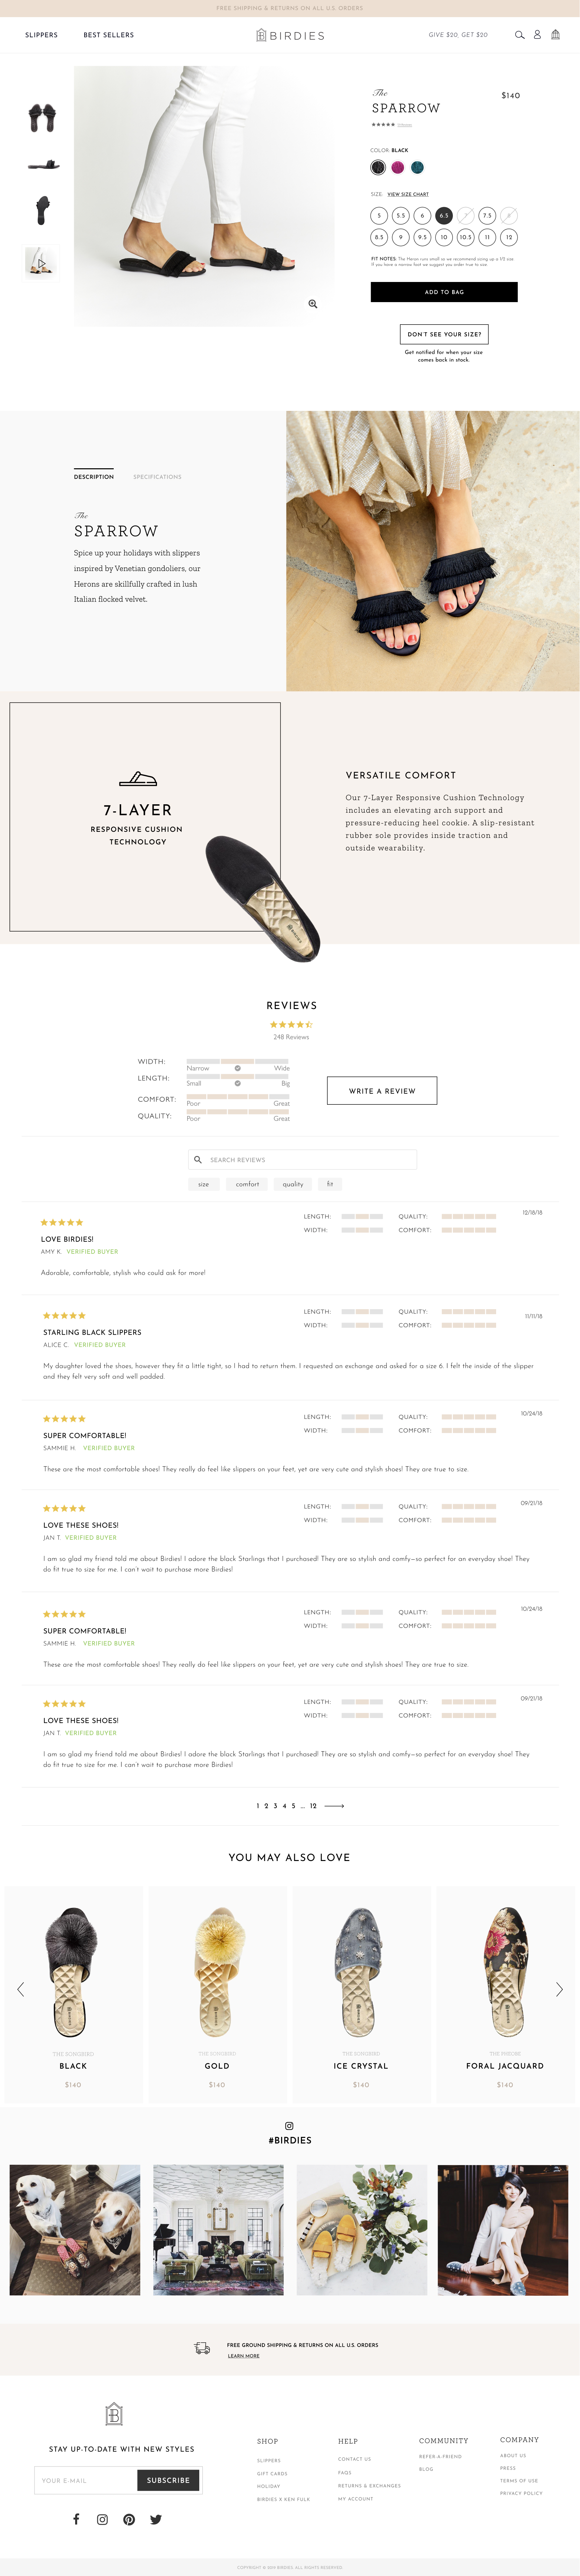 FREE SHIPPING & RETURNS ON ALL U.S. ORDERS
SLIPPERS
BEST SELLERS
BIRDIES
GIVE $20, GET $20
The
SPARROW
$140
COLOR: BLACK
SIZE: VIEW SIZE CHART
5 5.5 6 6.5 7.5
8.5 9 9.5 10 10.5 11 12
FIT NOTES: The Heron runs small so we recommend sizing up a 1/2 size.
If you have a narrow foot we suggest you order true to size.
ADD TO BAG
DON'T SEE YOUR SIZE?
Get notified for when your size
comes back in stock.
DESCRIPTION
SPECIFICATIONS
The
SPARROW
Spice up your holidays with slippers
inspired by Venetian gondoliers, our
Herons are skillfully crafted in lush
Italian flocked velvet.
7-LAYER
RESPONSIVE CUSHION
TECHNOLOGY
BIRDIES
VERSATILE COMFORT
Our 7-Layer Responsive Cushion Technology
includes an elevating arch support and
pressure-reducing heel cookie. A slip-resistant
rubber sole provides inside traction and
outside wearability.
REVIEWS
248 Reviews
WIDTH:
Narrow Wide
LENGTH:
Small Big
COMFORT:
Poor Great
QUALITY:
Poor Great
WRITE A REVIEW
SEARCH REVIEWS
size comfort quality fit
LENGTH: QUALITY: 12/18/18
WIDTH: COMFORT:
LOVE BIRDIES!
AMY K. VERIFIED BUYER
Adorable, comfortable, stylish who could ask for more!
LENGTH: QUALITY: 11/11/18
WIDTH: COMFORT:
STARLING BLACK SLIPPERS
ALICE C. VERIFIED BUYER
My daughter loved the shoes, however they fit a little tight, so I had to return them. I requested an exchange and asked for a size 6. I felt the inside of the slipper
and they felt very soft and well padded.
LENGTH: QUALITY: 10/24/18
WIDTH: COMFORT:
SUPER COMFORTABLE!
SAMMIE H. VERIFIED BUYER
These are the most comfortable shoes! They really do feel like slippers on your feet, yet are very cute and stylish shoes! They are true to size.
LENGTH: QUALITY: 09/21/18
WIDTH: COMFORT:
LOVE THESE SHOES!
JAN T. VERIFIED BUYER
I am so glad my friend told me about Birdies! I adore the black Starlings that I purchased! They are so stylish and comfy—so perfect for an everyday shoe! They
do fit true to size for me. I can't wait to purchase more Birdies!
LENGTH: QUALITY: 10/24/18
WIDTH: COMFORT:
SUPER COMFORTABLE!
SAMMIE H. VERIFIED BUYER
These are the most comfortable shoes! They really do feel like slippers on your feet, yet are very cute and stylish shoes! They are true to size.
LENGTH: QUALITY: 09/21/18
WIDTH: COMFORT:
LOVE THESE SHOES!
JAN T. VERIFIED BUYER
I am so glad my friend told me about Birdies! I adore the black Starlings that I purchased! They are so stylish and comfy—so perfect for an everyday shoe! They
do fit true to size for me. I can't wait to purchase more Birdies!
1 2 3 4 5 ... 12
YOU MAY ALSO LOVE
THE SONGBIRD
BLACK
$140
THE SONGBIRD
GOLD
$140
THE SONGBIRD
ICE CRYSTAL
$140
FORAL JACQUARD
$140
#BIRDIES
FREE GROUND SHIPPING & RETURNS ON ALL U.S. ORDERS
LEARN MORE
B
STAY UP-TO-DATE WITH NEW STYLES
YOUR E-MAIL
SUBSCRIBE
SHOP
SLIPPERS
GIFT CARDS
HOLIDAY
BIRDIES X KEN FULK
HELP
CONTACT US
FAQS
RETURNS & EXCHANGES
MY ACCOUNT
COMMUNITY
REFER-A-FRIEND
BLOG
COMPANY
ABOUT US
PRESS
TERMS OF USE
PRIVACY POLICY
COPYRIGHT © 2019 BIRDIES. ALL RIGHTS RESERVED.